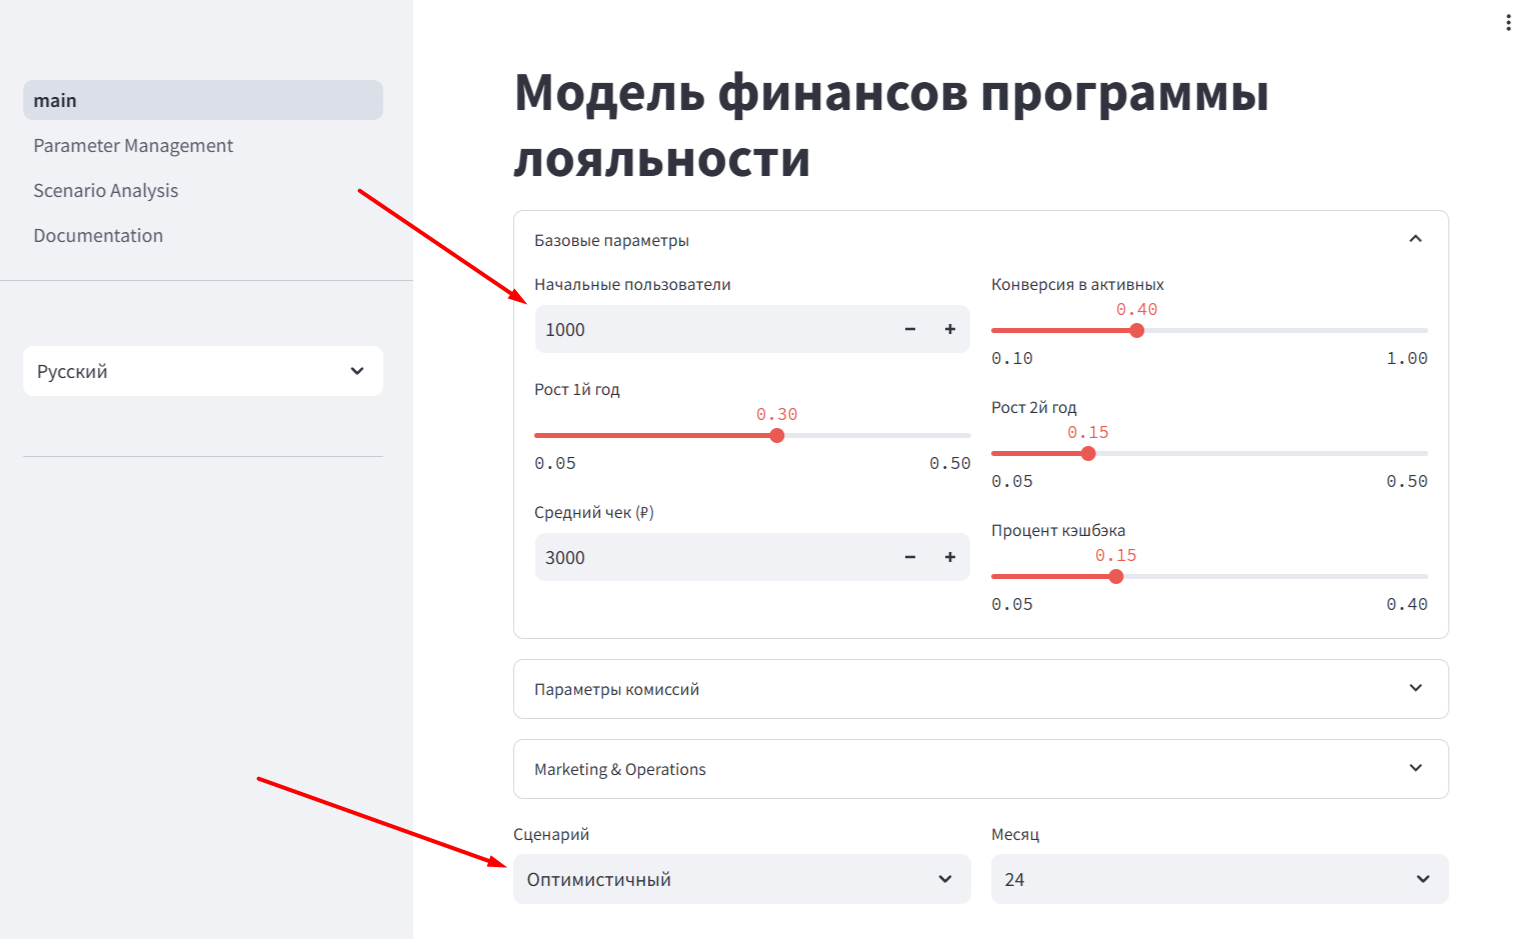 main
Parameter Management
Scenario Analysis
Documentation
Русский
Модель финансов программы
лояльности
Базовые параметры
Начальные пользователи
1000
Рост 1й год
0.30
0.05 0.50
Средний чек (₽)
3000
Конверсия в активных
0.40
0.10 1.00
Рост 2й год
0.15
0.05 0.50
Процент кэшбэка
0.15
0.05 0.40
Параметры комиссий
Marketing & Operations
Сценарий
Оптимистичный
Месяц
24